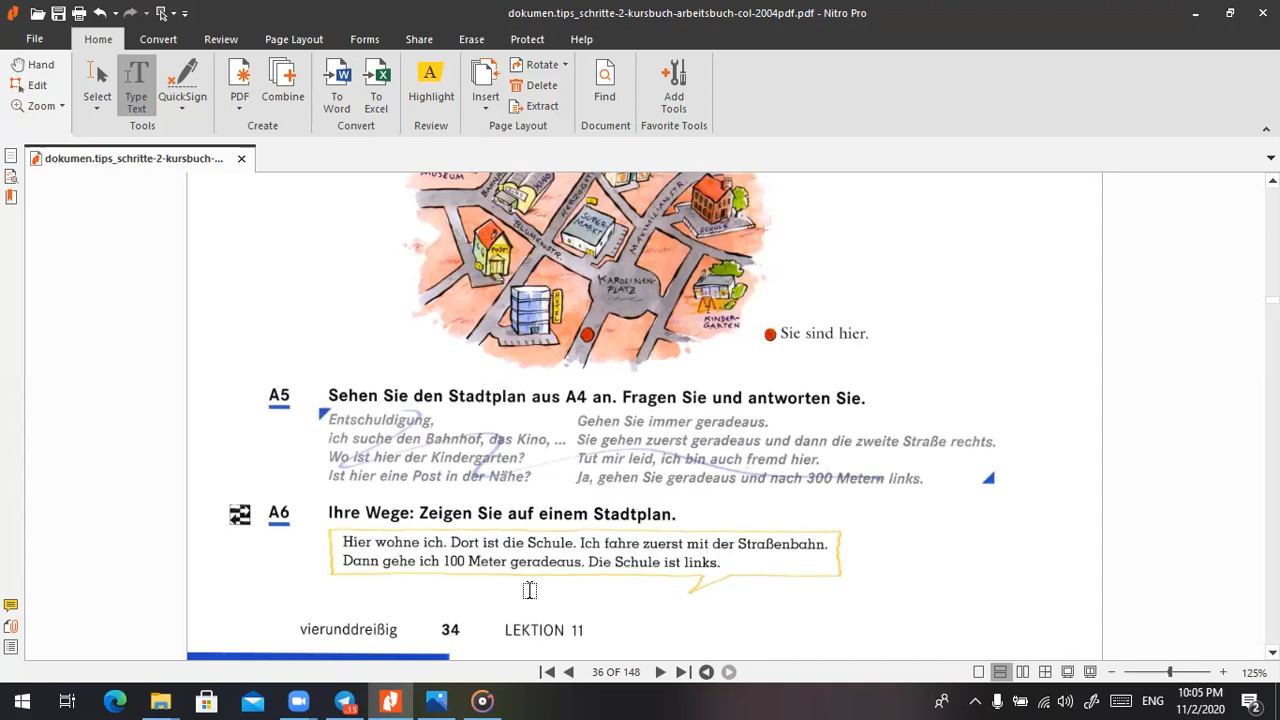 dokumen.tips_schritte-2-kursbuch-arbeitsbuch-col-2004pdf.pdf - Nitro Pro
File Home Convert Review Page Layout Forms Share Erase Protect Help
Hand
Edit
Zoom
Select
Type Text
QuickSign
Tools
PDF
Combine
Create
To Word
To Excel
Convert
Highlight
Review
Insert
Rotate
Delete
Extract
Page Layout
Find
Document
Add Tools
Favorite Tools
dokumen.tips_schritte-2-kursbuch-...
MUSEUM
KINO
SUPER-
MARKT
MAXIMILIANSTR.
SCHULE
POST
BLUMENSTR.
KAROLINEN-
PLATZ
HOTEL
KINDER-
GARTEN
Sie sind hier.
A5 Sehen Sie den Stadtplan aus A4 an. Fragen Sie und antworten Sie.
Entschuldigung, Gehen Sie immer geradeaus.
ich suche den Bahnhof, das Kino, ... Sie gehen zuerst geradeaus und dann die zweite Straße rechts.
Wo ist hier der Kindergarten? Tut mir leid, ich bin auch fremd hier.
Ist hier eine Post in der Nähe? Ja, gehen Sie geradeaus und nach 300 Metern links.
A6 Ihre Wege: Zeigen Sie auf einem Stadtplan.
Hier wohne ich. Dort ist die Schule. Ich fahre zuerst mit der Straßenbahn.
Dann gehe ich 100 Meter geradeaus. Die Schule ist links.
vierunddreißig 34 LEKTION 11
36 OF 148
125%
15
ENG
10:05 PM
11/2/2020
2